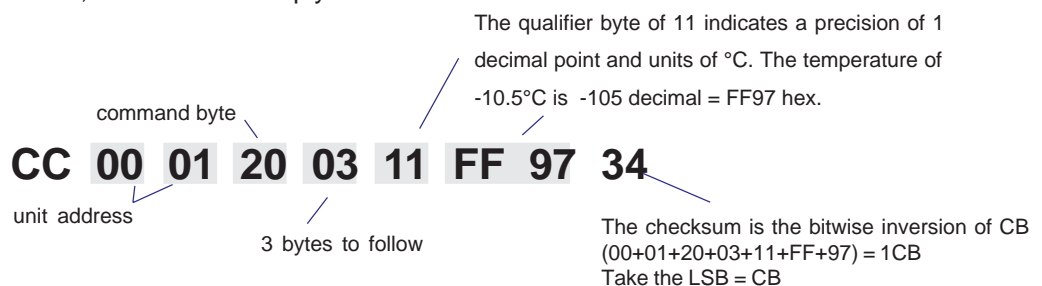 The qualifier byte of 11 indicates a precision of 1
decimal point and units of °C. The temperature of
-10.5°C is -105 decimal = FF97 hex.
command byte
CC 00 01 20 03 11 FF 97 34
unit address
3 bytes to follow
The checksum is the bitwise inversion of CB
(00+01+20+03+11+FF+97) = 1CB
Take the LSB = CB